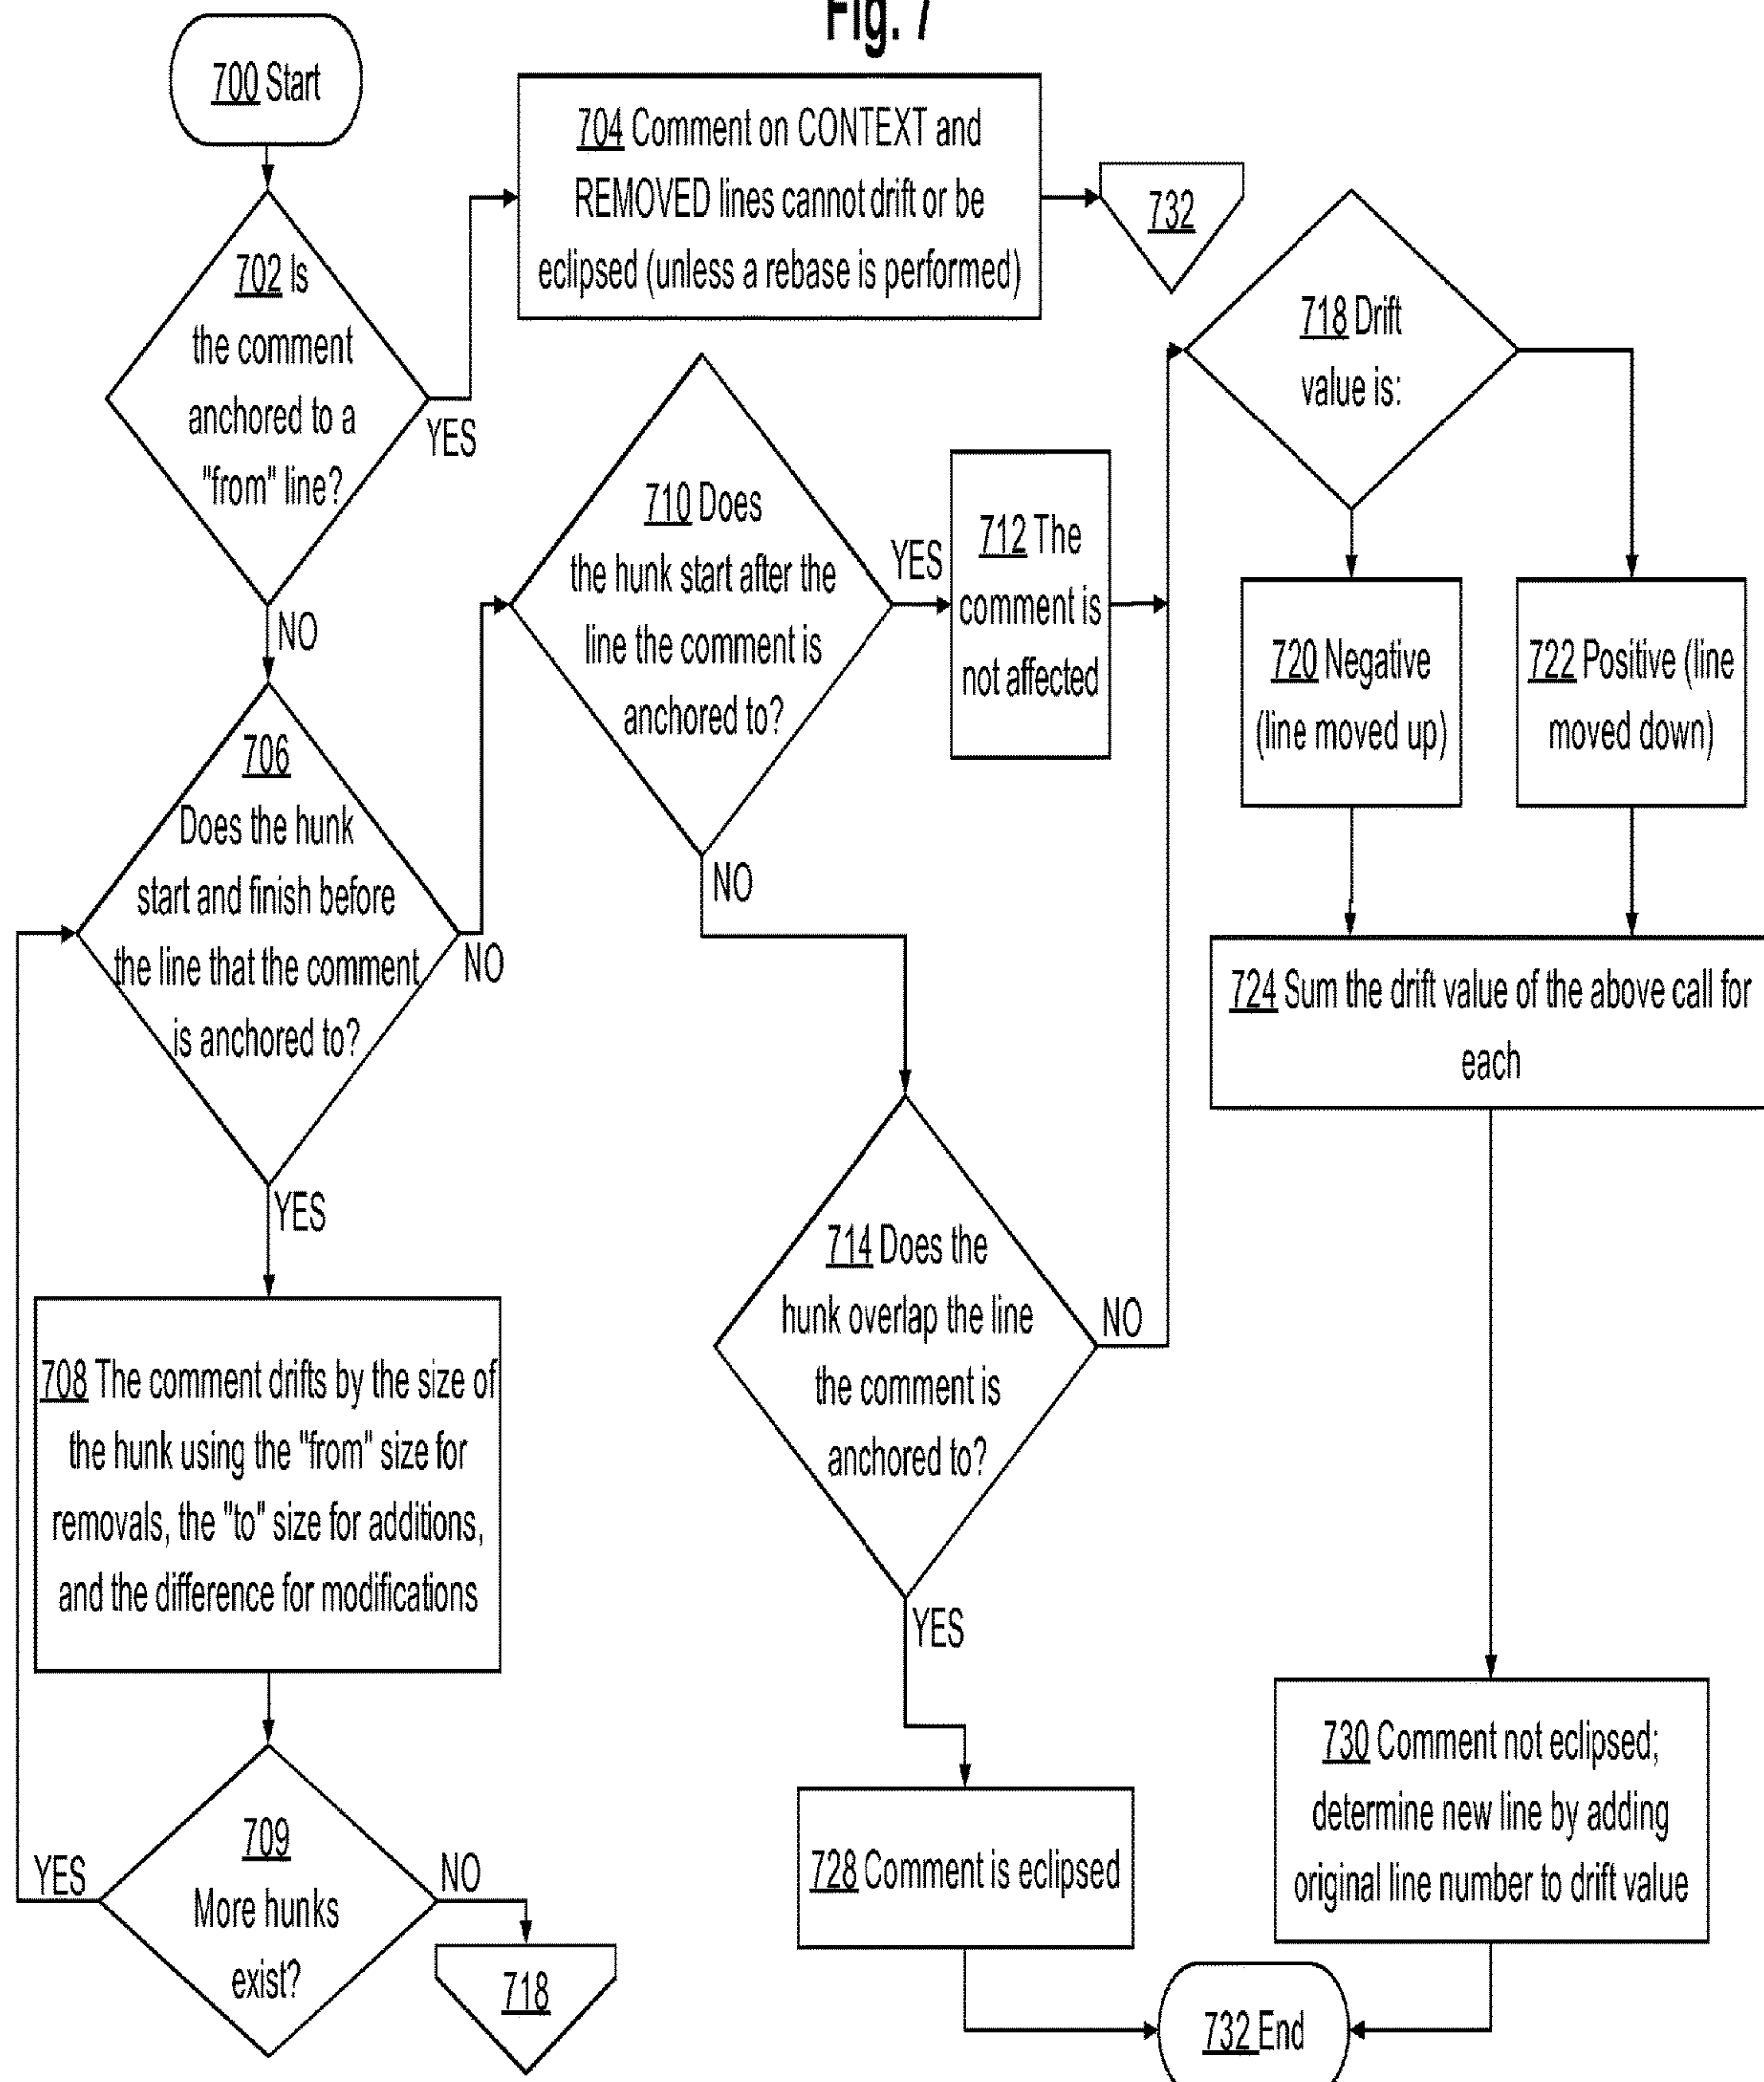 Fig. 7
700 Start
704 Comment on CONTEXT and
REMOVED lines cannot drift or be
eclipsed (unless a rebase is performed)
732
702 Is
the comment
anchored to a
"from" line?
YES
NO
718 Drift
value is:
710 Does
the hunk start after the
line the comment is
anchored to?
YES
NO
712 The
comment is
not affected
720 Negative
(line moved up)
722 Positive (line
moved down)
706
Does the hunk
start and finish before
the line that the comment
is anchored to?
NO
YES
724 Sum the drift value of the above call for
each
714 Does the
hunk overlap the line
the comment is
anchored to?
NO
YES
708 The comment drifts by the size of
the hunk using the "from" size for
removals, the "to" size for additions,
and the difference for modifications
709
More hunks
exist?
YES
NO
718
728 Comment is eclipsed
730 Comment not eclipsed;
determine new line by adding
original line number to drift value
732 End